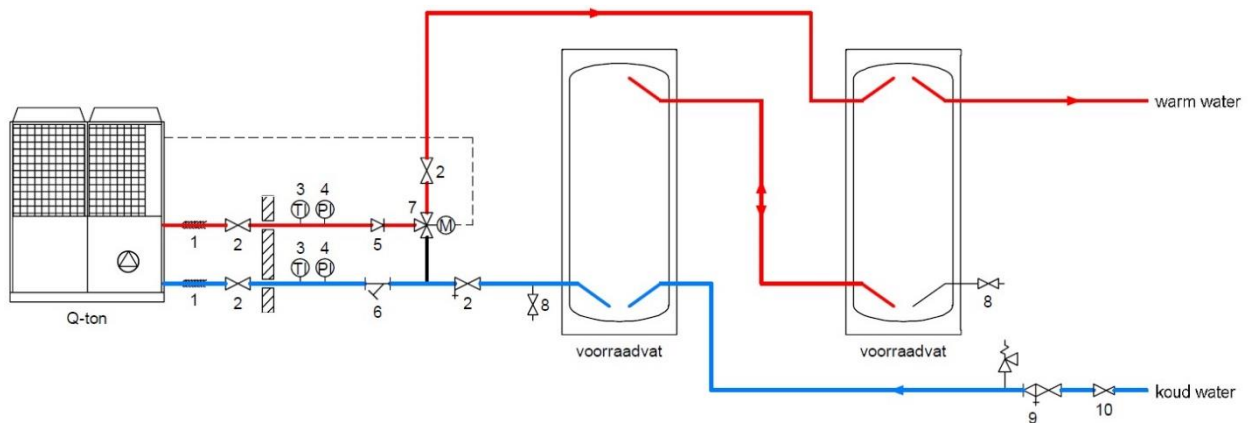 warm water
2
3 4 7
TI PI M
1 2 5
3 4
TI PI
1 2 6 2 8 8
Q-ton
voorraadvat voorraadvat
koud water
9 10